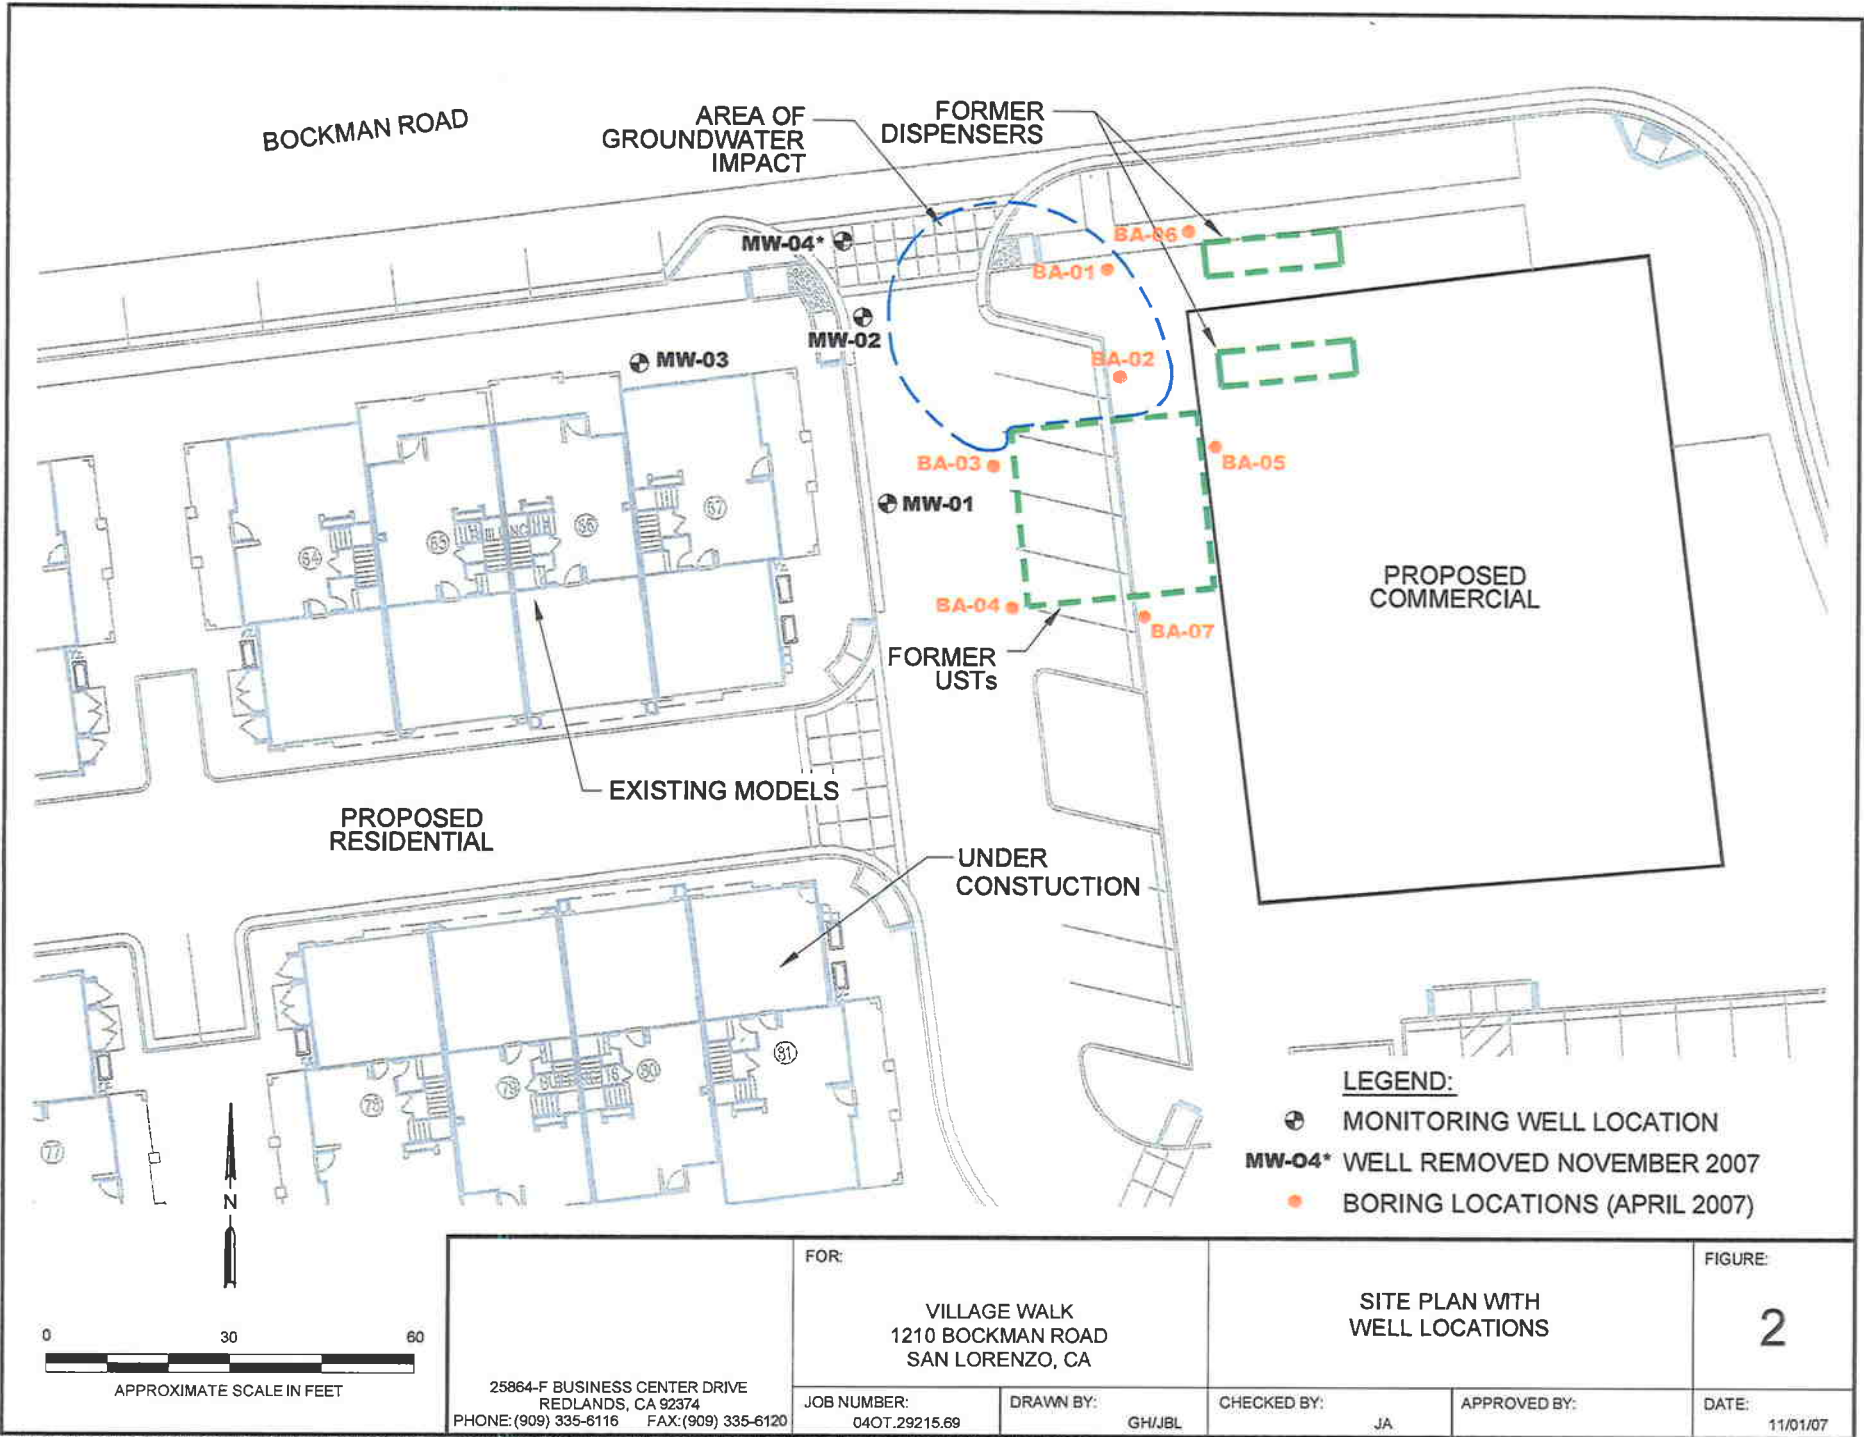 BOCKMAN ROAD
AREA OF
GROUNDWATER
IMPACT
FORMER
DISPENSERS
MW-04*
BA-06
BA-01
MW-02
MW-03
BA-02
BA-03
BA-05
MW-01
64
65
66
67
PROPOSED
COMMERCIAL
BA-04
BA-07
FORMER
USTs
EXISTING MODELS
PROPOSED
RESIDENTIAL
UNDER
CONSTUCTION
77
78
79
80
81
N
LEGEND:
MONITORING WELL LOCATION
MW-04* WELL REMOVED NOVEMBER 2007
BORING LOCATIONS (APRIL 2007)
0 30 60
APPROXIMATE SCALE IN FEET
25864-F BUSINESS CENTER DRIVE
REDLANDS, CA 92374
PHONE:(909) 335-6116 FAX:(909) 335-6120
FOR:
VILLAGE WALK
1210 BOCKMAN ROAD
SAN LORENZO, CA
SITE PLAN WITH
WELL LOCATIONS
FIGURE:
2
JOB NUMBER:
04OT.29215.69
DRAWN BY:
GH/JBL
CHECKED BY:
JA
APPROVED BY:
DATE:
11/01/07